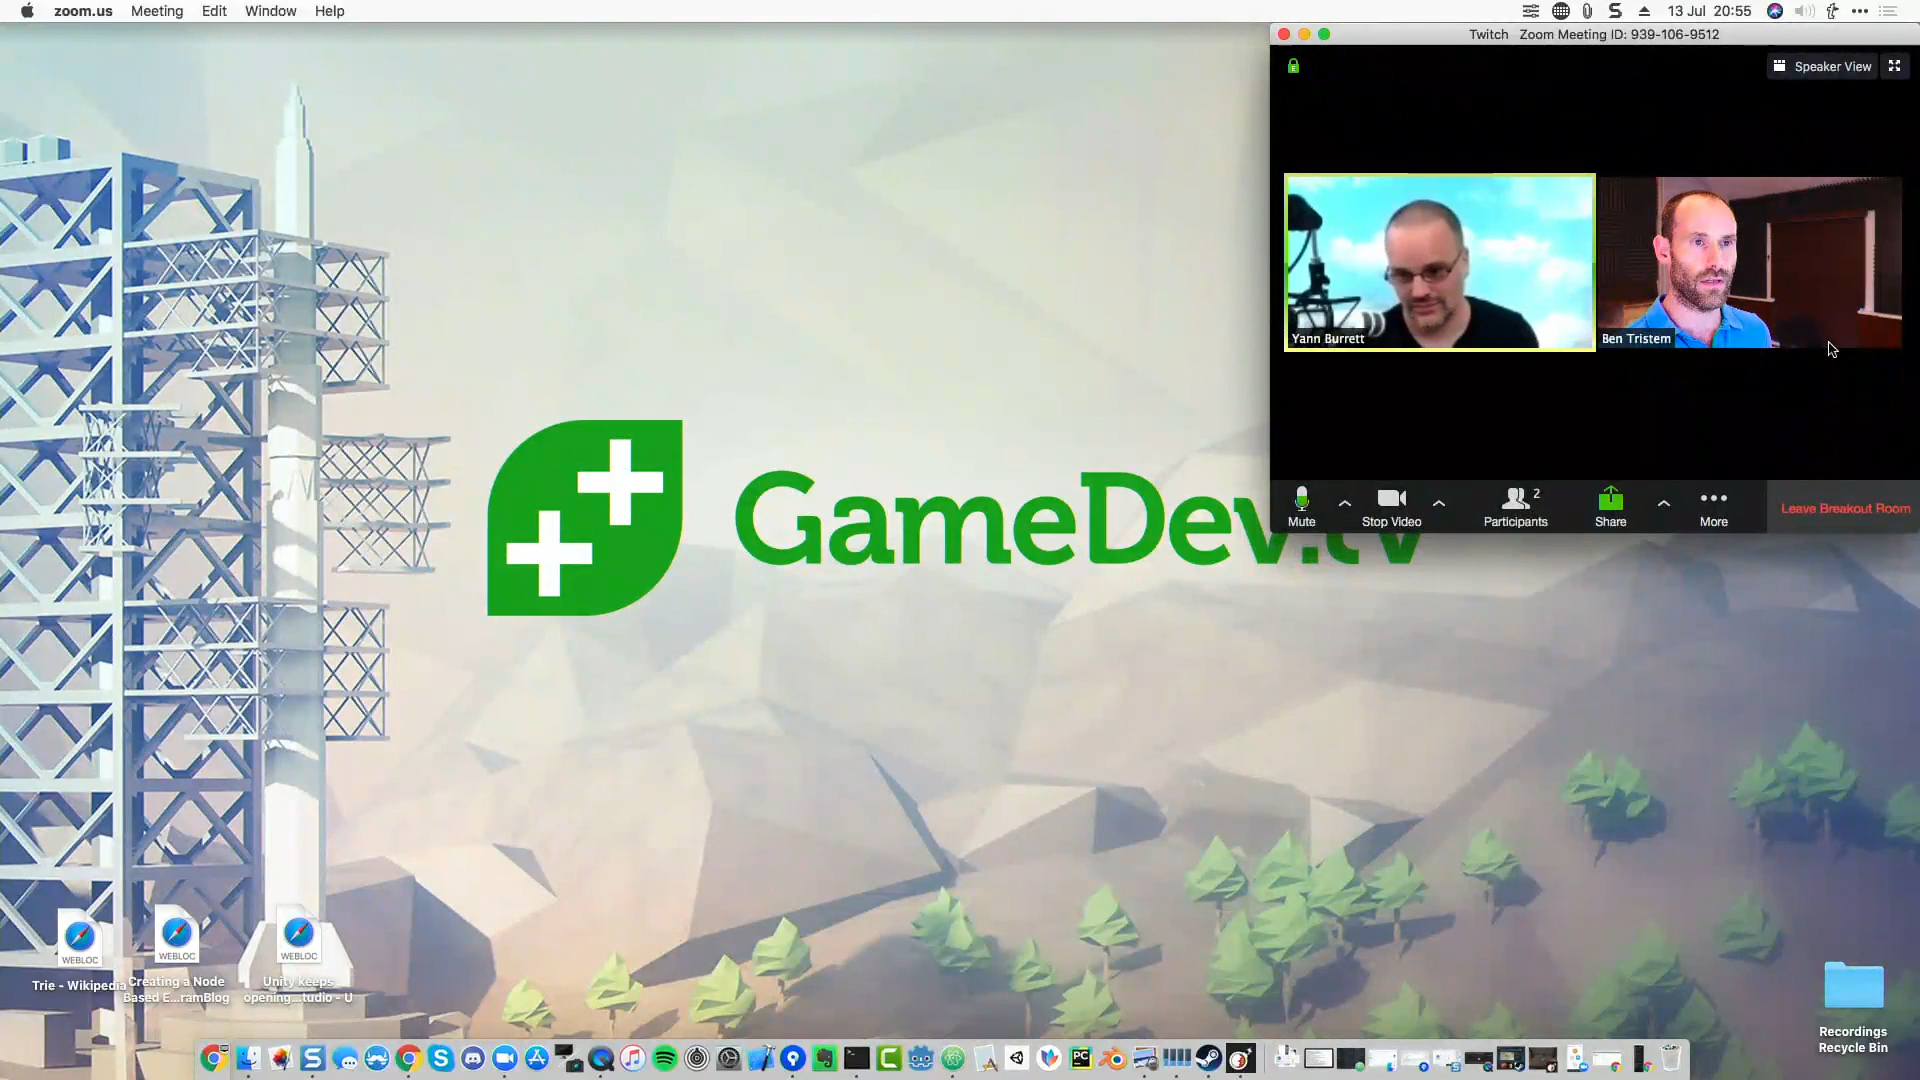 zoom.us Meeting Edit Window Help
13 Jul 20:55
Twitch Zoom Meeting ID: 939-106-9512
Speaker View
Yann Burrett
Ben Tristem
2
Mute
Stop Video
Participants
Share
More
Leave Breakout Room
GameDev.tv
WEBLOC
WEBLOC
WEBLOC
Trie - Wikipedia
Creating a Node
Based E...ramBlog
Unity keeps
opening...tudio - U
Recordings
Recycle Bin
PC